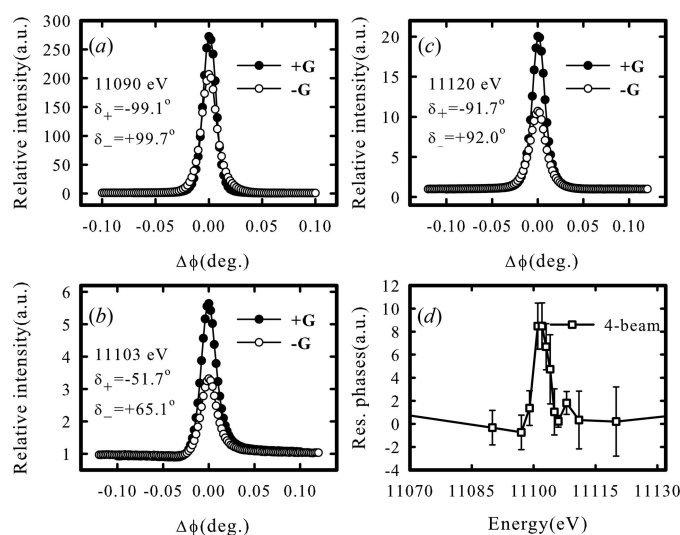 (a)
+G
-G
11090 eV
δ+=-99.1°
δ_=+99.7°
Relative intensity(a.u.)
300
250
200
150
100
50
0
-0.10 -0.05 0.00 0.05 0.10
Δϕ(deg.)
(c)
+G
-G
11120 eV
δ+=-91.7°
δ_=+92.0°
Relative intensity(a.u.)
20
15
10
5
0
-0.10 -0.05 0.00 0.05 0.10
Δϕ(deg.)
(b)
+G
-G
11103 eV
δ+=-51.7°
δ_=+65.1°
Relative intensity(a.u.)
6
5
4
3
2
1
-0.10 -0.05 0.00 0.05 0.10
Δϕ(deg.)
(d)
4-beam
Res. phases(a.u.)
12
10
8
6
4
2
0
-2
-4
11070 11085 11100 11115 11130
Energy(eV)